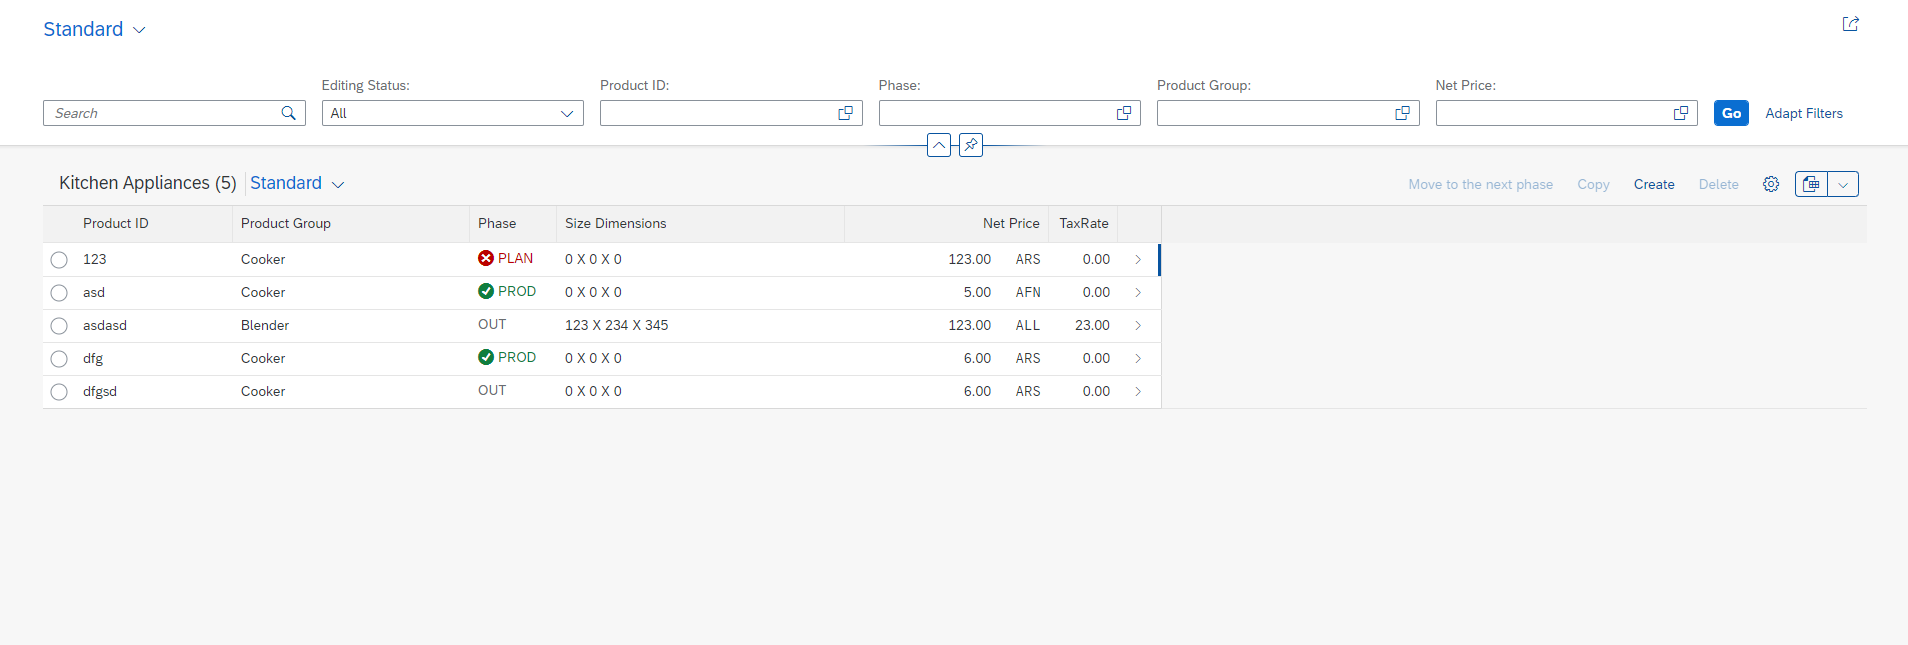 Standard
Editing Status: Product ID: Phase: Product Group: Net Price:
Search All Go Adapt Filters
Kitchen Appliances (5) Standard Move to the next phase Copy Create Delete
Product ID Product Group Phase Size Dimensions Net Price TaxRate
123 Cooker PLAN 0 X 0 X 0 123.00 ARS 0.00
asd Cooker PROD 0 X 0 X 0 5.00 AFN 0.00
asdasd Blender OUT 123 X 234 X 345 123.00 ALL 23.00
dfg Cooker PROD 0 X 0 X 0 6.00 ARS 0.00
dfgsd Cooker OUT 0 X 0 X 0 6.00 ARS 0.00